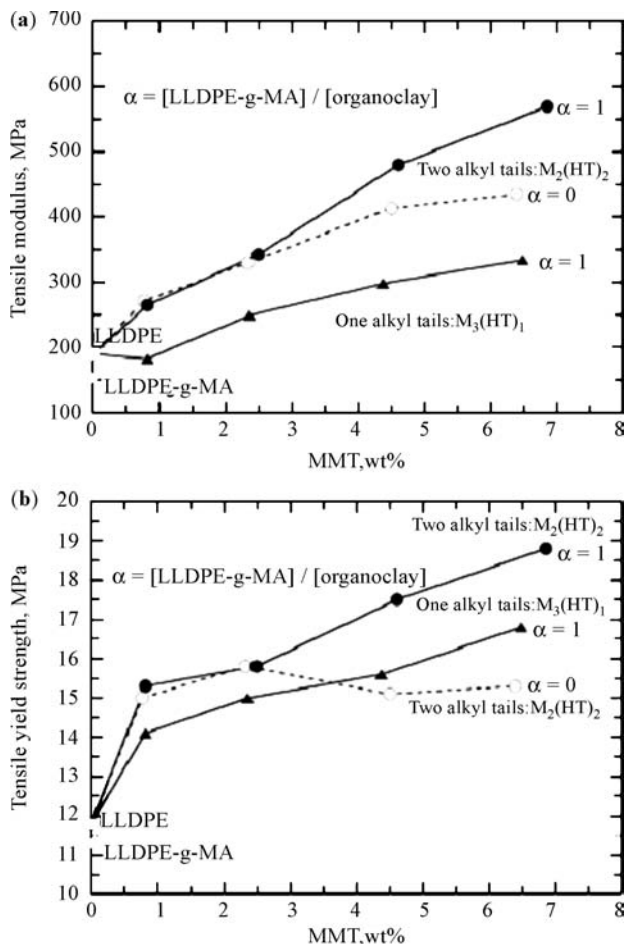 (a)
700
600
500
400
300
200
100
Tensile modulus, MPa
α = [LLDPE-g-MA] / [organoclay]
α = 1
Two alkyl tails:M₂(HT)₂
α = 0
α = 1
One alkyl tails:M₃(HT)₁
LLDPE
LLDPE-g-MA
0 1 2 3 4 5 6 7 8
MMT,wt%
(b)
20
19
18
17
16
15
14
13
12
11
10
Tensile yield strength, MPa
Two alkyl tails:M₂(HT)₂
α = 1
α = [LLDPE-g-MA] / [organoclay]
One alkyl tails:M₃(HT)₁
α = 1
α = 0
Two alkyl tails:M₂(HT)₂
LLDPE
LLDPE-g-MA
0 1 2 3 4 5 6 7 8
MMT,wt%